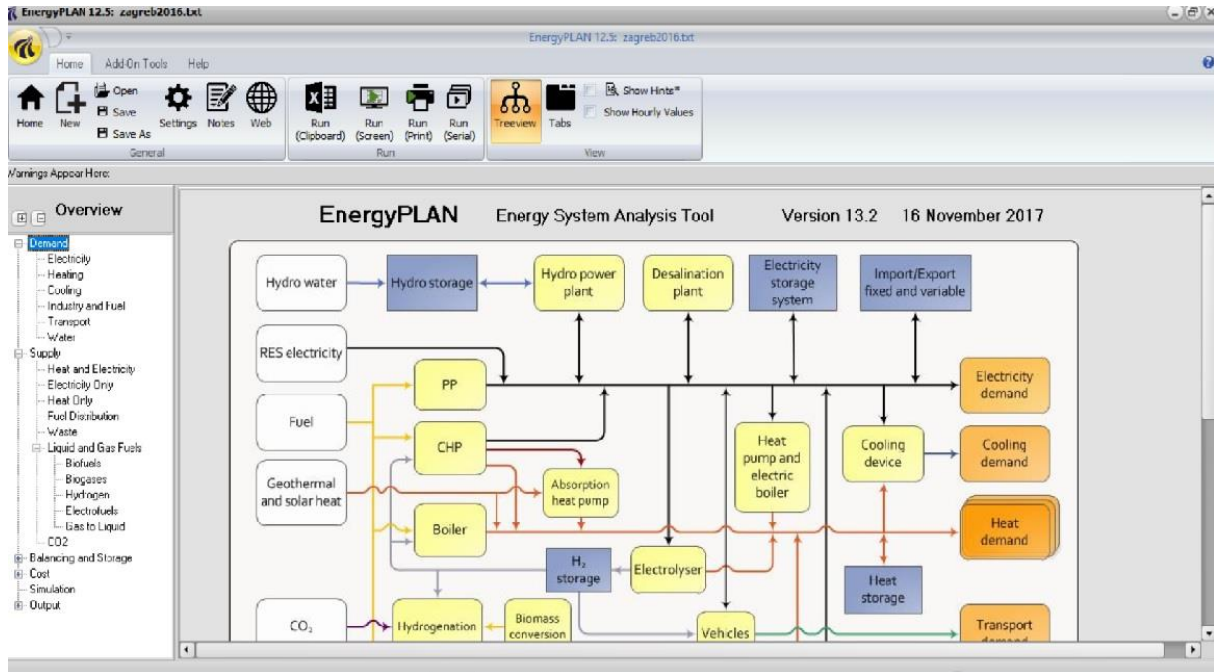 EnergyPLAN 12.5: zagreb2016.txt
EnergyPLAN 12.5: zagreb2016.txt
Home Add-On Tools Help
Home
New
Open
Save
Save As
Settings
Notes
Web
General
Run
(Clipboard)
Run
(Screen)
Run
(Print)
Run
(Serial)
Run
Treeview
Tabs
Show Hints*
Show Hourly Values
View
Warnings Appear Here:
Overview
Demand
Electricity
Heating
Cooling
Industry and Fuel
Transport
Water
Supply
Heat and Electricity
Electricity Only
Heat Only
Fuel Distribution
Waste
Liquid and Gas Fuels
Biofuels
Biogases
Hydrogen
Electrofuels
Gas to Liquid
CO2
Balancing and Storage
Cost
Simulation
Output
EnergyPLAN Energy System Analysis Tool Version 13.2 16 November 2017
Hydro water
Hydro storage
Hydro power
plant
Desalination
plant
Electricity
storage
system
Import/Export
fixed and variable
RES electricity
PP
Electricity
demand
Fuel
CHP
Heat
pump and
electric
boiler
Cooling
device
Cooling
demand
Geothermal
and solar heat
Absorption
heat pump
Boiler
Heat
demand
H₂
storage
Electrolyser
Heat
storage
CO₂
Hydrogenation
Biomass
conversion
Vehicles
Transport
demand